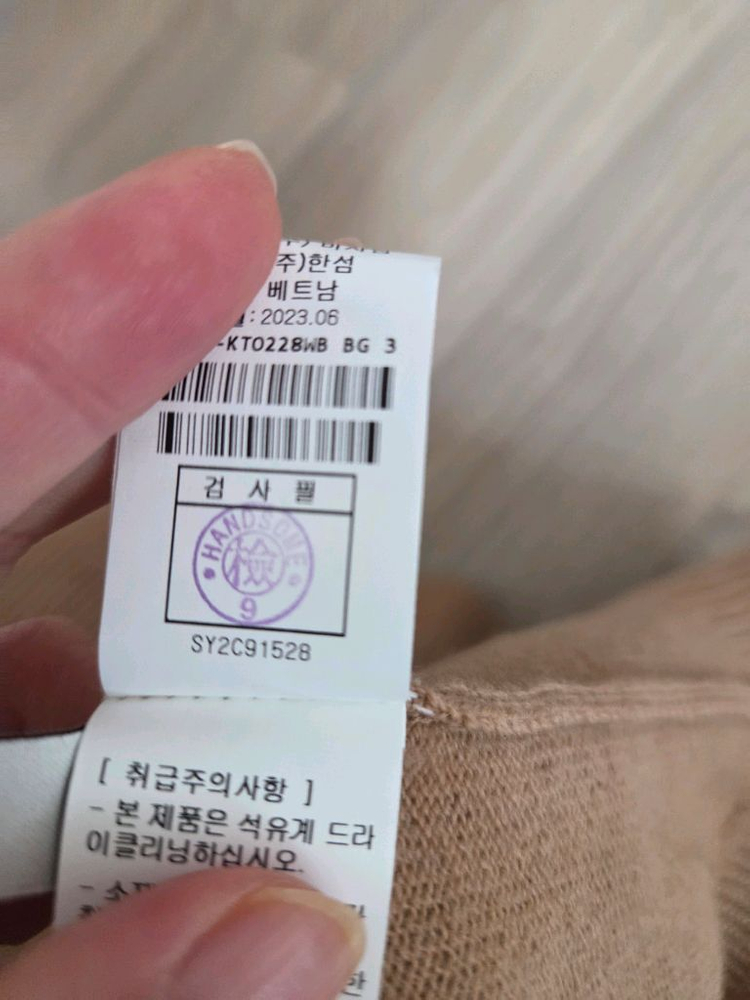 주)한섬
베트남
: 2023.06
-KTO228WB BG 3
검 사 필
HANDSOME
檢
9
SY2C91528
[ 취급주의사항 ]
- 본 제품은 석유계 드라
이클리닝하십시오.